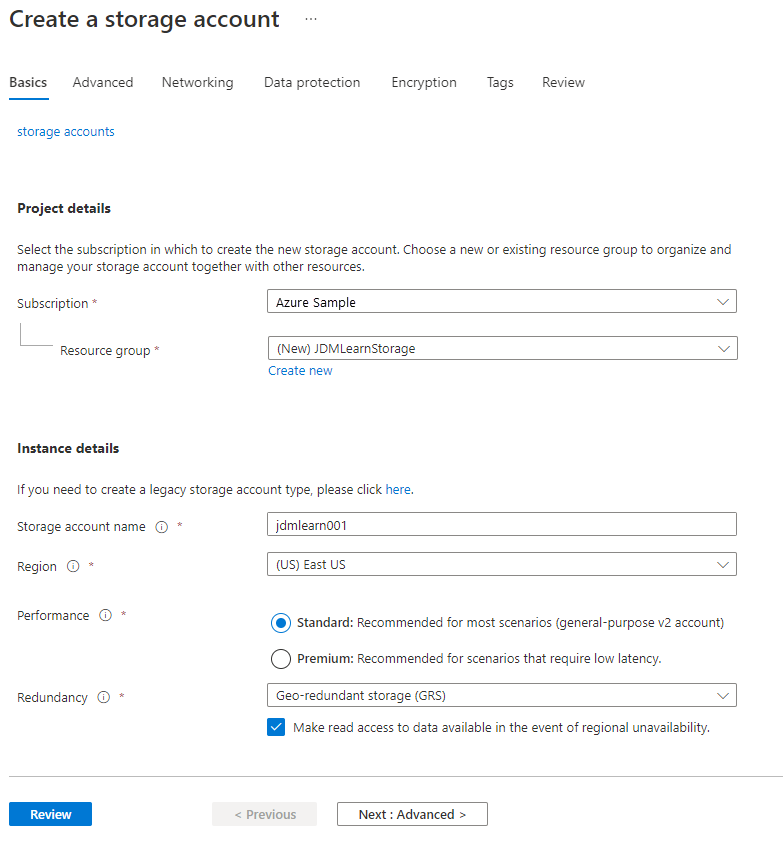 Create a storage account ...
Basics Advanced Networking Data protection Encryption Tags Review
storage accounts
Project details
Select the subscription in which to create the new storage account. Choose a new or existing resource group to organize and
manage your storage account together with other resources.
Subscription * Azure Sample
Resource group * (New) JDMLearnStorage
Create new
Instance details
If you need to create a legacy storage account type, please click here.
Storage account name * jdmlearn001
Region * (US) East US
Performance * Standard: Recommended for most scenarios (general-purpose v2 account)
Premium: Recommended for scenarios that require low latency.
Redundancy * Geo-redundant storage (GRS)
Make read access to data available in the event of regional unavailability.
Review < Previous Next : Advanced >